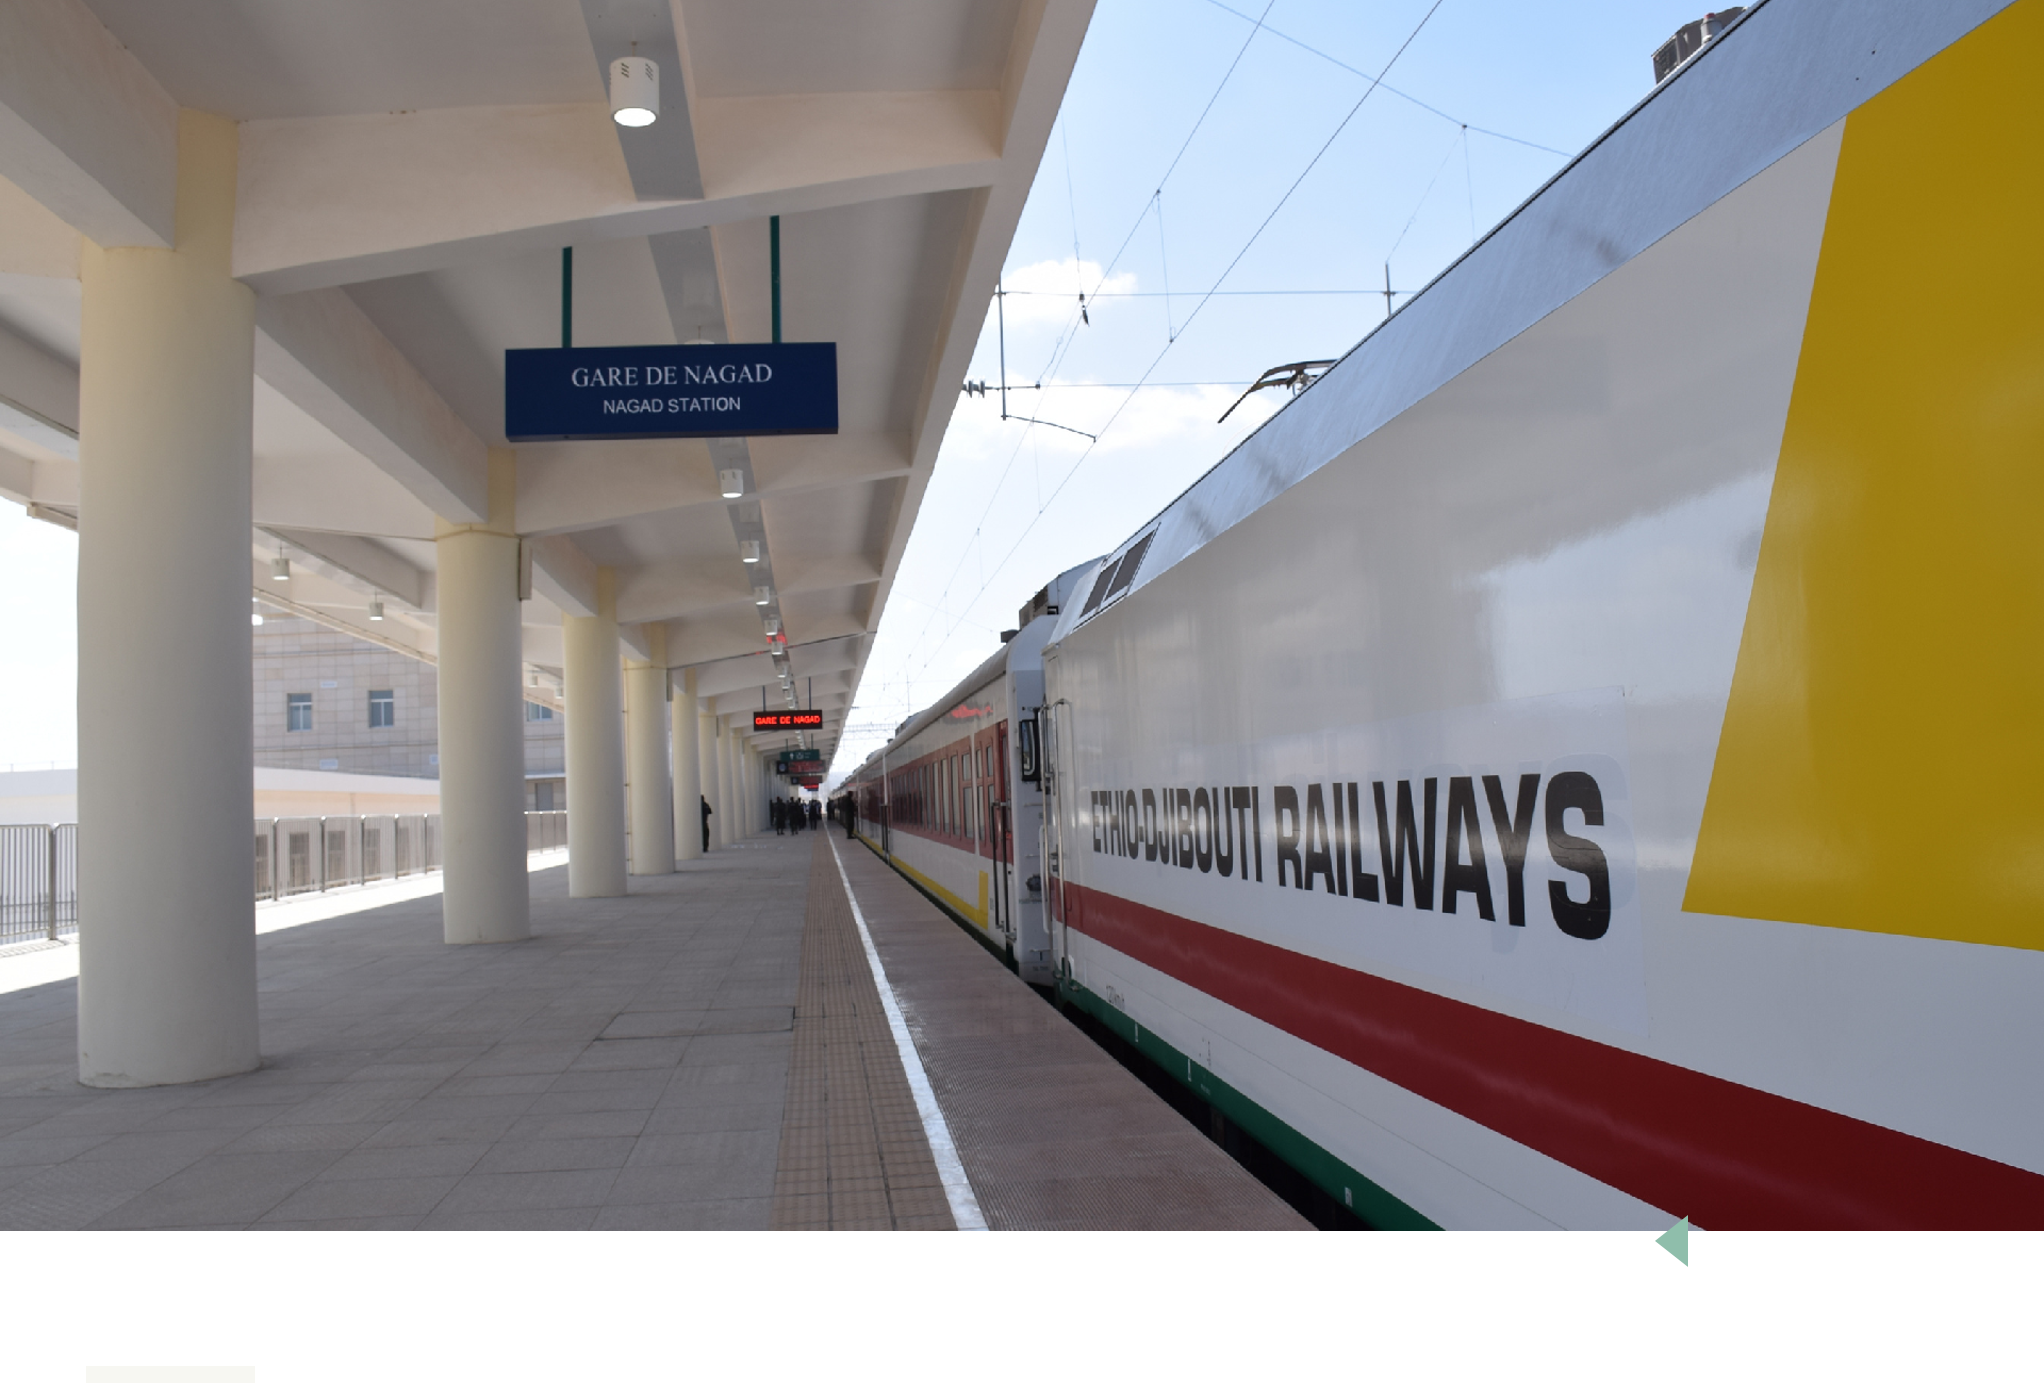 GARE DE NAGAD
NAGAD STATION
GARE DE NAGAD
ETHIO-DJIBOUTI RAILWAYS